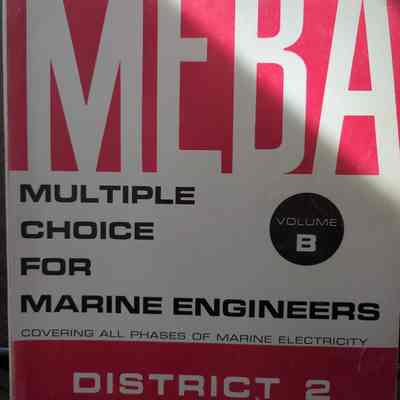 MEBA
MULTIPLE
CHOICE
FOR
MARINE ENGINEERS
VOLUME
B
COVERING ALL PHASES OF MARINE ELECTRICITY
DISTRICT 2